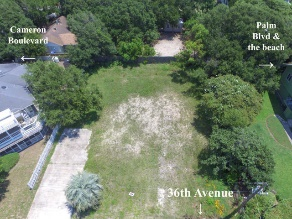 Cameron
Boulevard
Palm
Blvd &
the beach
36th Avenue